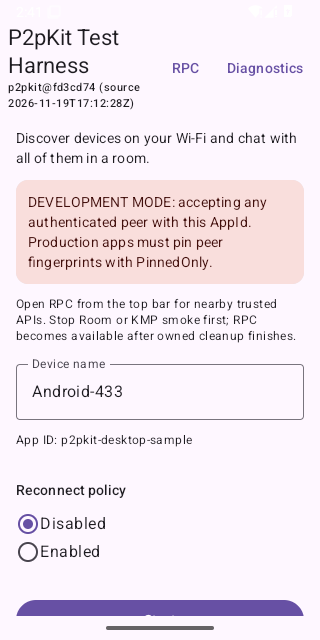 P2pKit Test
Harness
RPC
Diagnostics
p2pkit@fd3cd74 (source
2026-11-19T17:12:28Z)
Discover devices on your Wi-Fi and chat with
all of them in a room.
DEVELOPMENT MODE: accepting any
authenticated peer with this AppId.
Production apps must pin peer
fingerprints with PinnedOnly.
Open RPC from the top bar for nearby trusted
APIs. Stop Room or KMP smoke first; RPC
becomes available after owned cleanup finishes.
Device name
Android-433
App ID: p2pkit-desktop-sample
Reconnect policy
Disabled
Enabled